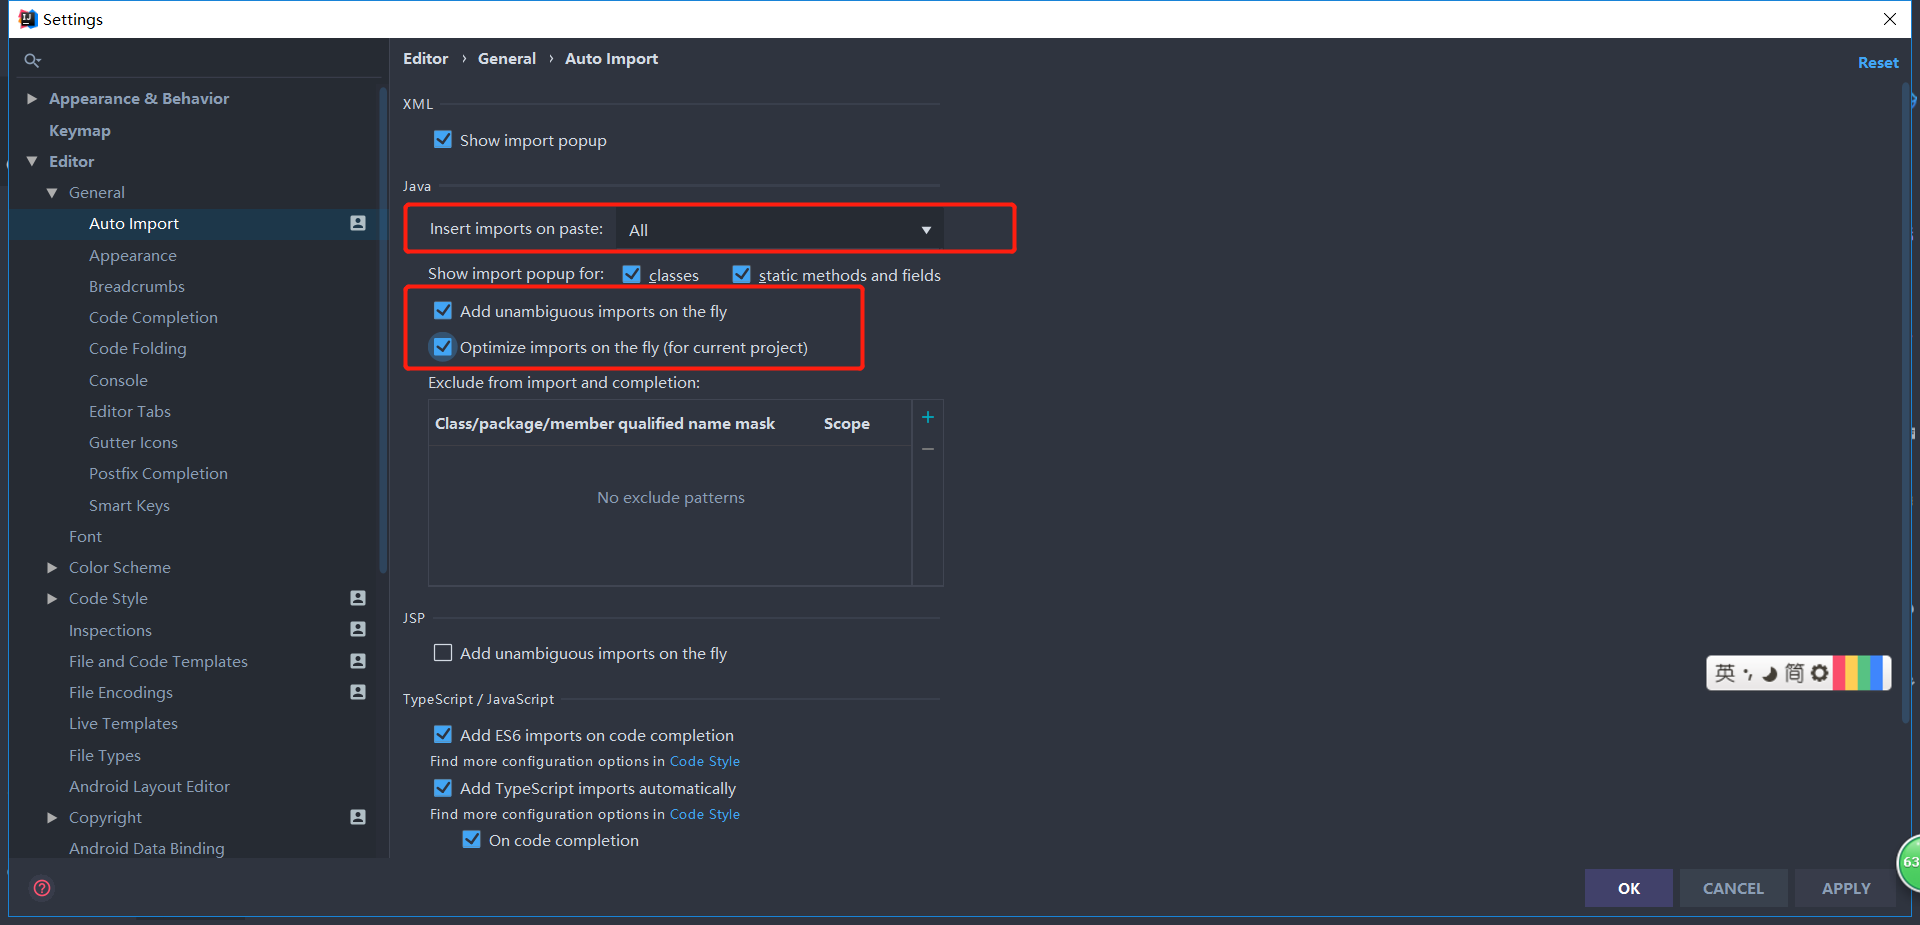 Settings
Appearance & Behavior
Keymap
Editor
General
Auto Import
Appearance
Breadcrumbs
Code Completion
Code Folding
Console
Editor Tabs
Gutter Icons
Postfix Completion
Smart Keys
Font
Color Scheme
Code Style
Inspections
File and Code Templates
File Encodings
Live Templates
File Types
Android Layout Editor
Copyright
Android Data Binding
Editor › General › Auto Import
Reset
XML
Show import popup
Java
Insert imports on paste: All
Show import popup for: classes static methods and fields
Add unambiguous imports on the fly
Optimize imports on the fly (for current project)
Exclude from import and completion:
Class/package/member qualified name mask Scope
No exclude patterns
JSP
Add unambiguous imports on the fly
TypeScript / JavaScript
Add ES6 imports on code completion
Find more configuration options in Code Style
Add TypeScript imports automatically
Find more configuration options in Code Style
On code completion
英 简
63
OK CANCEL APPLY